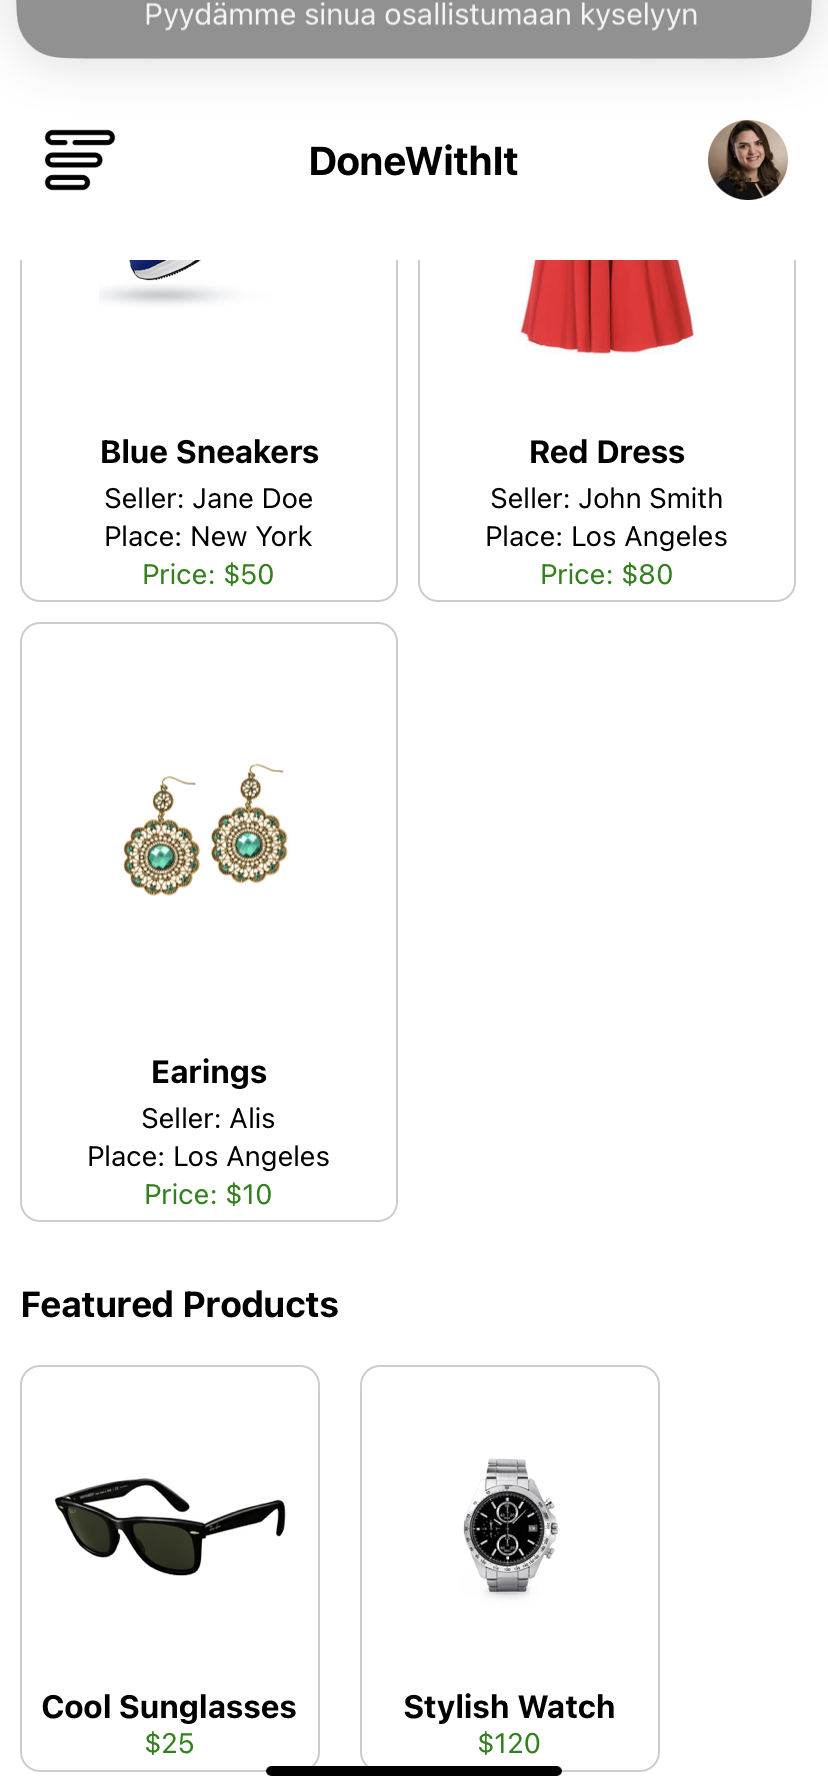 Pyydämme sinua osallistumaan kyselyyn
DoneWithIt
Blue Sneakers
Seller: Jane Doe
Place: New York
Price: $50
Red Dress
Seller: John Smith
Place: Los Angeles
Price: $80
Earings
Seller: Alis
Place: Los Angeles
Price: $10
Featured Products
Cool Sunglasses
$25
Stylish Watch
$120